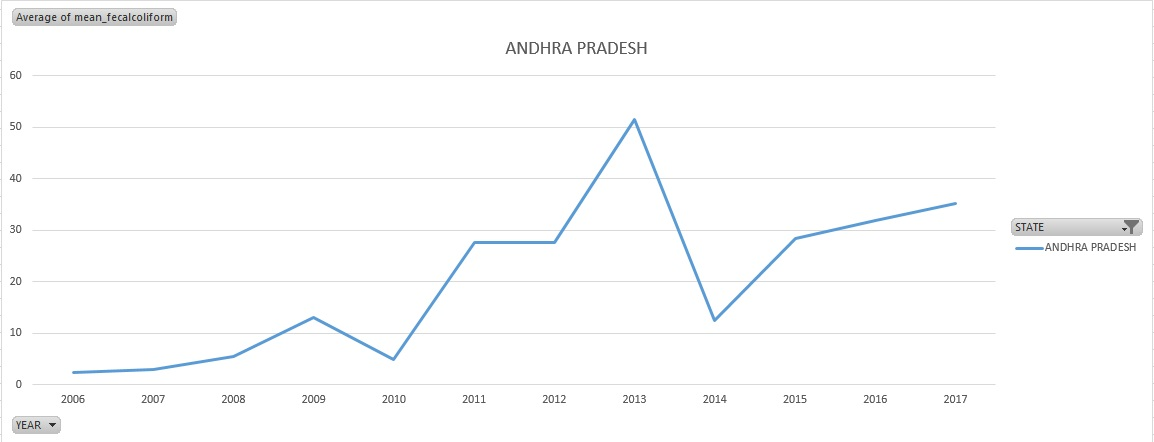 Average of mean_fecalcoliform
ANDHRA PRADESH
60
50
40
30
20
10
0
2006 2007 2008 2009 2010 2011 2012 2013 2014 2015 2016 2017
STATE
ANDHRA PRADESH
YEAR